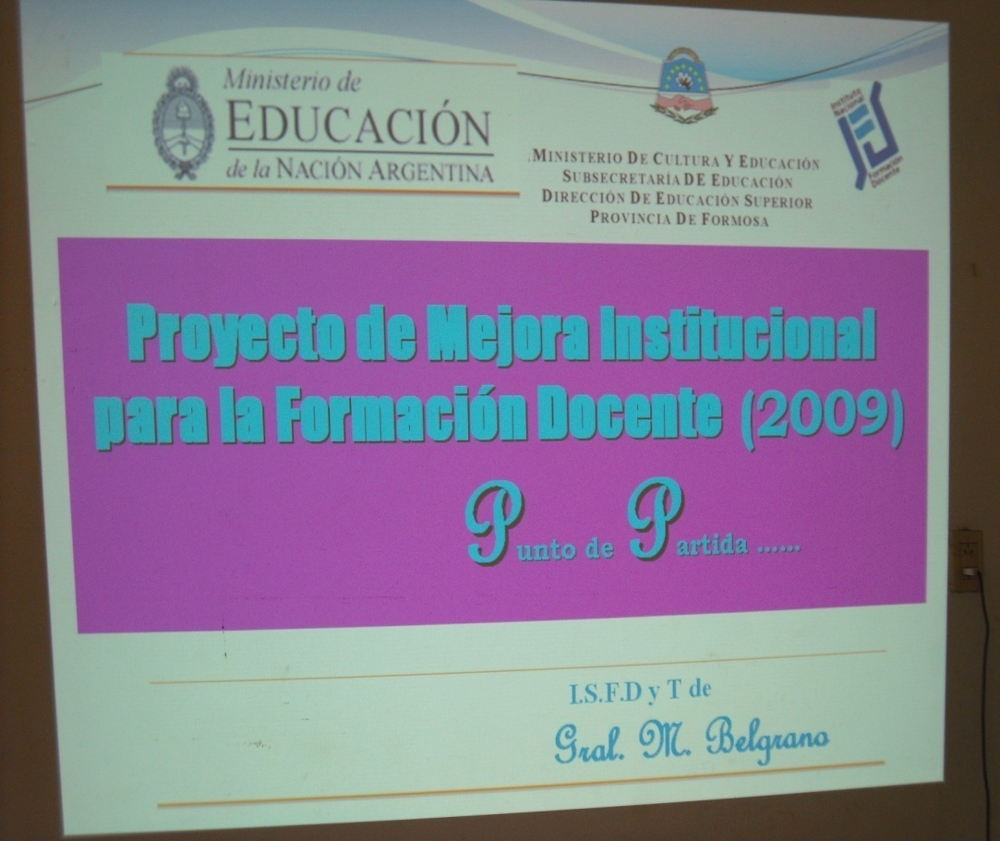 Ministerio de
EDUCACIÓN
de la NACIÓN ARGENTINA
MINISTERIO DE CULTURA Y EDUCACIÓN
SUBSECRETARÍA DE EDUCACIÓN
DIRECCIÓN DE EDUCACIÓN SUPERIOR
PROVINCIA DE FORMOSA
Instituto
Nacional
Formación
Docente
Proyecto de Mejora Institucional
para la Formación Docente (2009)
Punto de Partida ......
I.S.F.D y T de
Gral. M. Belgrano